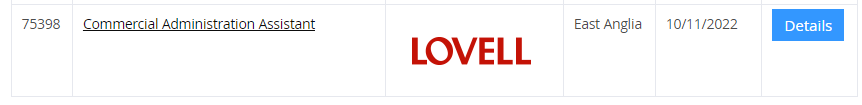 75398 Commercial Administration Assistant East Anglia 10/11/2022 Details
LOVELL